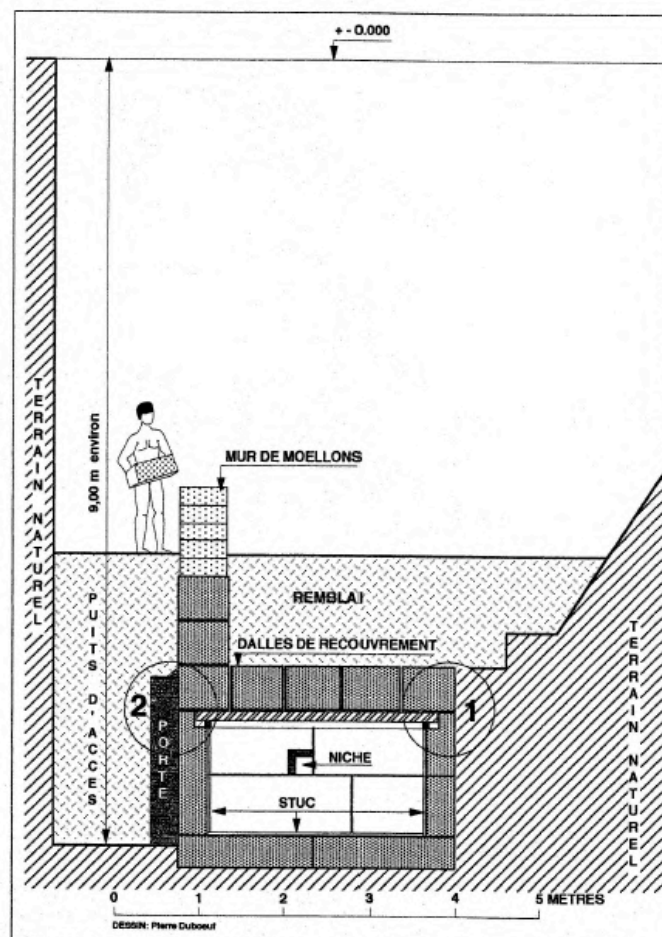 + - 0.000
TERRAIN NATUREL
9,00 m environ
MUR DE MOELLONS
REMBLAI
PUITS D'ACCES
DALLES DE RECOUVREMENT
TERRAIN NATUREL
2
1
PORTE
NICHE
STUC
0 1 2 3 4 5 METRES
DESSIN: Pierre Duboeuf